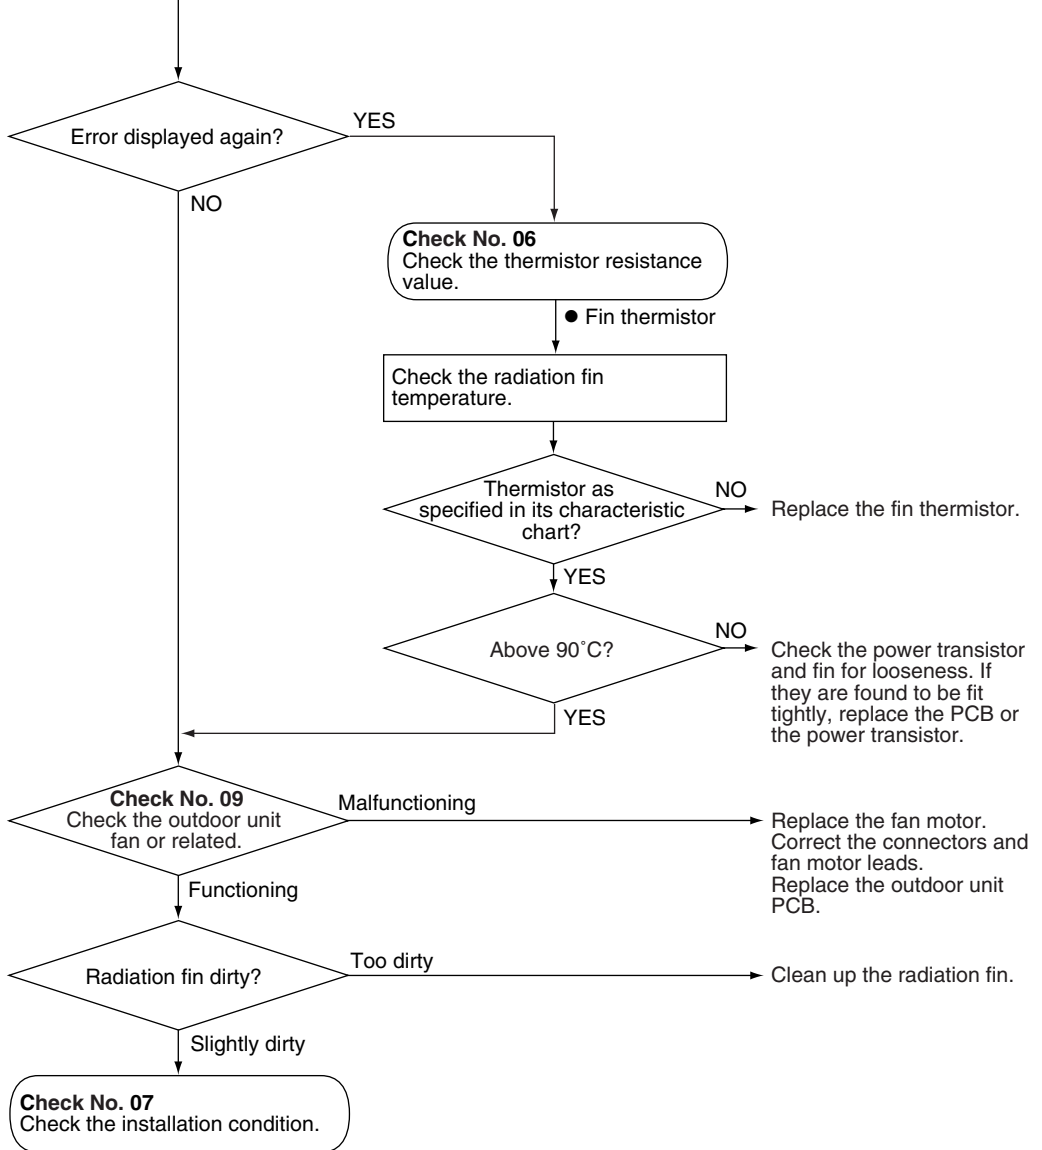 Error displayed again?
YES
NO
Check No. 06
Check the thermistor resistance
value.
● Fin thermistor
Check the radiation fin
temperature.
Thermistor as
specified in its characteristic
chart?
NO
Replace the fin thermistor.
YES
Above 90˚C?
NO
Check the power transistor
and fin for looseness. If
they are found to be fit
tightly, replace the PCB or
the power transistor.
YES
Check No. 09
Check the outdoor unit
fan or related.
Malfunctioning
Replace the fan motor.
Correct the connectors and
fan motor leads.
Replace the outdoor unit
PCB.
Functioning
Radiation fin dirty?
Too dirty
Clean up the radiation fin.
Slightly dirty
Check No. 07
Check the installation condition.